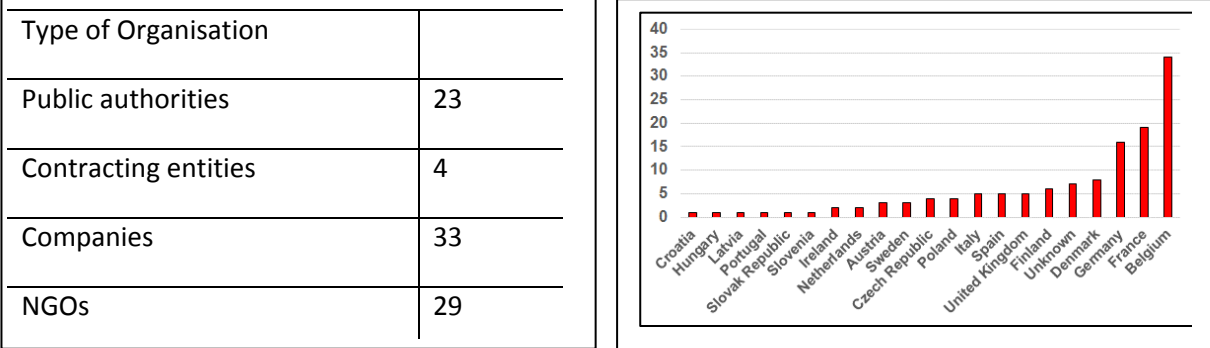 Type of Organisation
Public authorities 23
Contracting entities 4
Companies 33
NGOs 29
40
35
30
25
20
15
10
5
0
Croatia
Hungary
Latvia
Portugal
Slovak Republic
Slovenia
Ireland
Netherlands
Austria
Sweden
Czech Republic
Poland
Italy
Spain
United Kingdom
Finland
Unknown
Denmark
Germany
France
Belgium